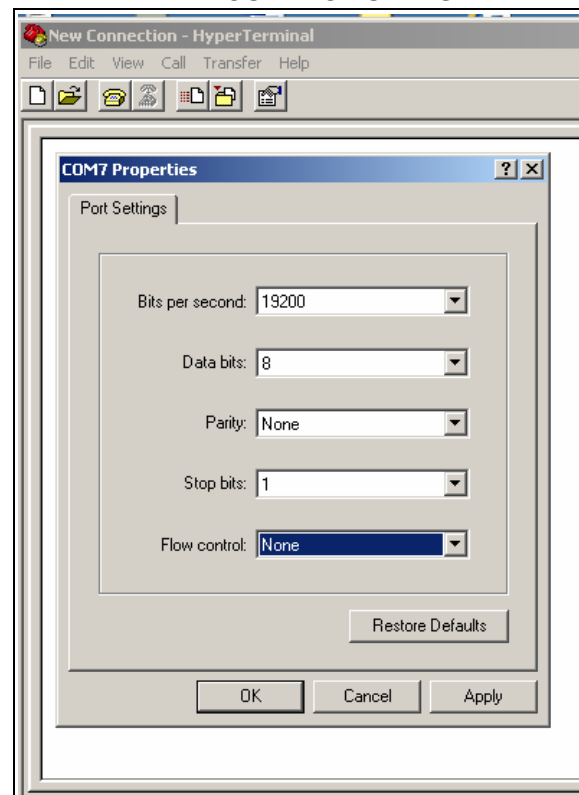 New Connection - HyperTerminal
File Edit View Call Transfer Help
COM7 Properties
Port Settings
Bits per second: 19200
Data bits: 8
Parity: None
Stop bits: 1
Flow control: None
Restore Defaults
OK Cancel Apply